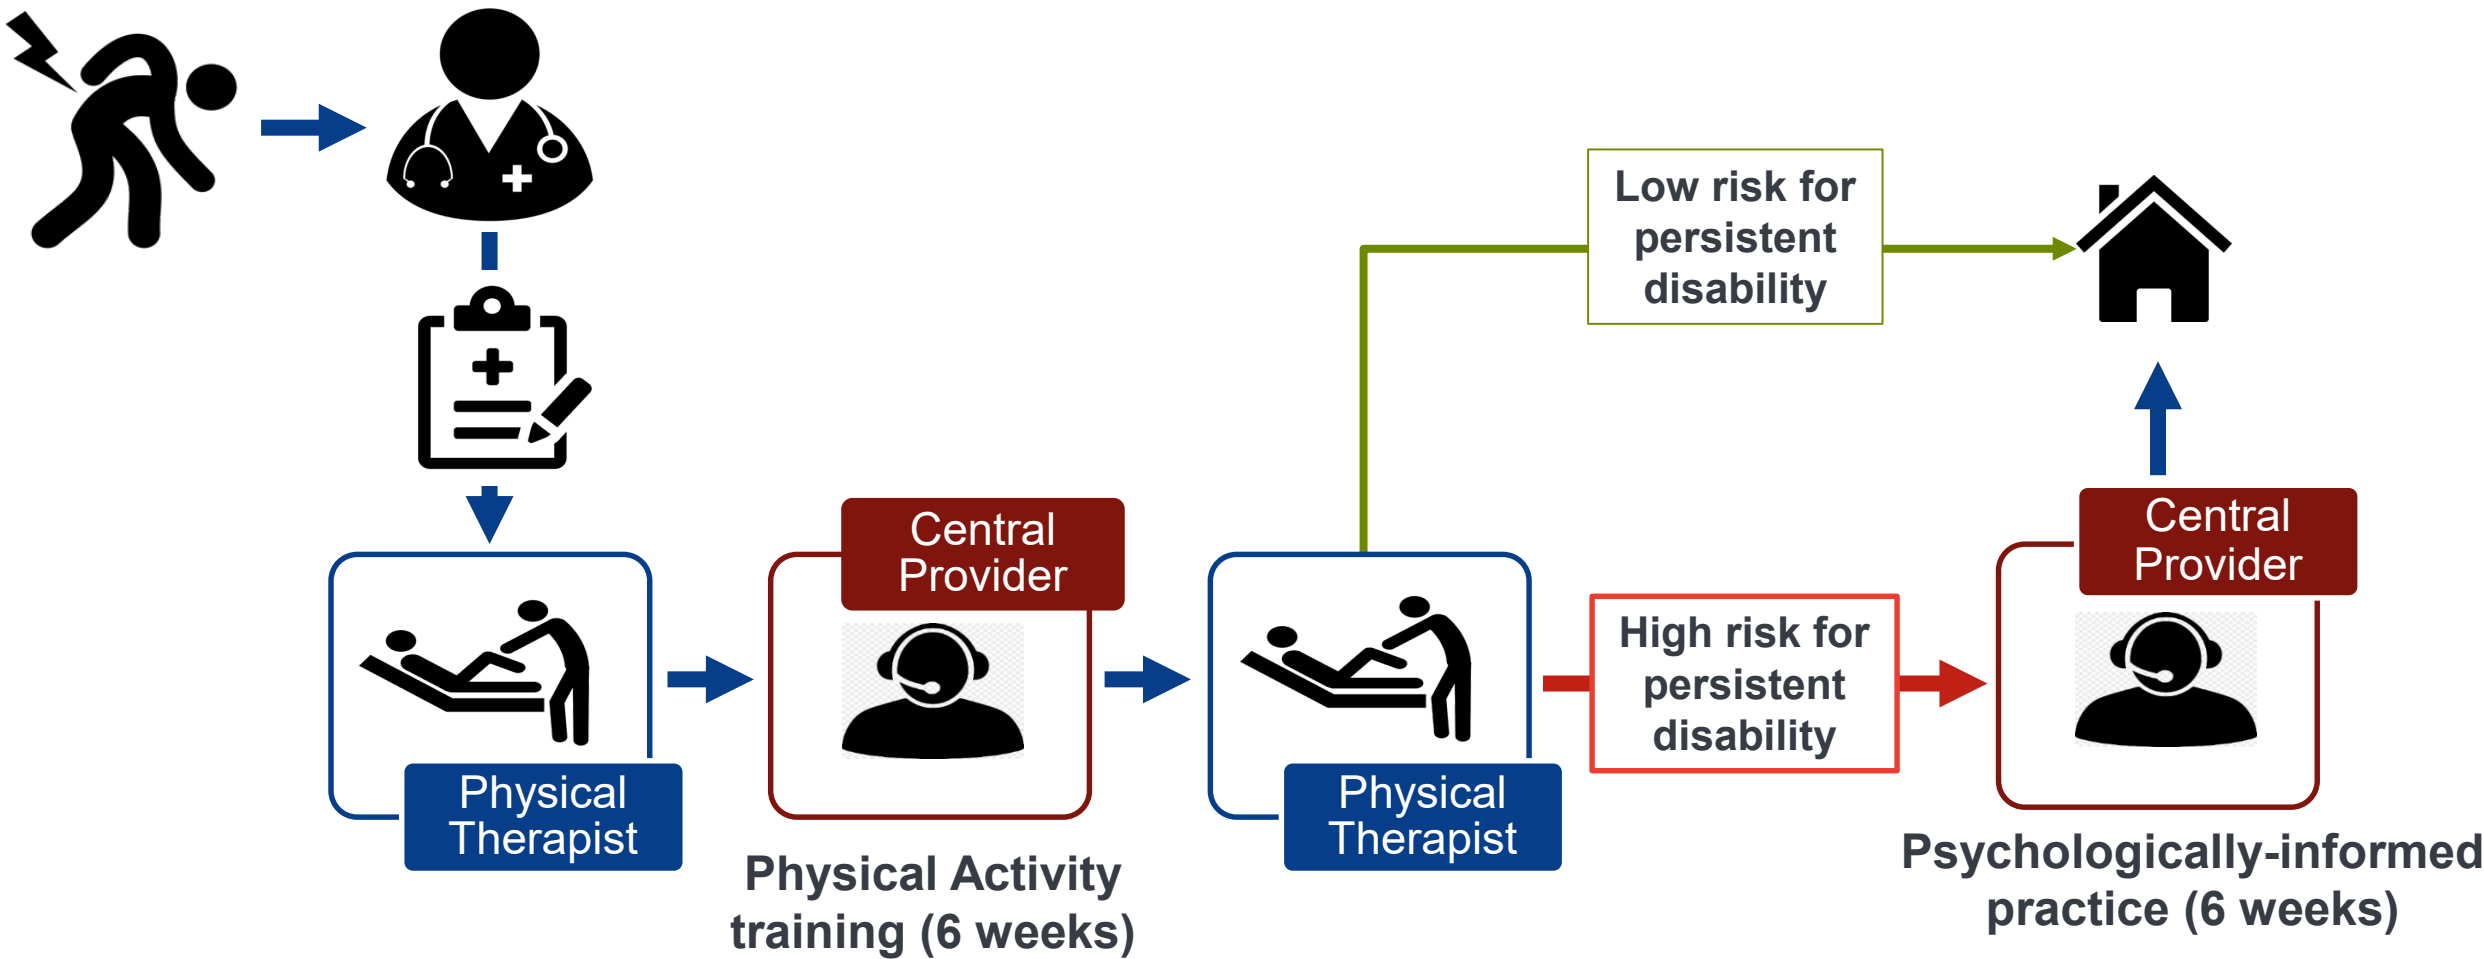 Physical
Therapist
Central
Provider
Physical Activity
training (6 weeks)
Physical
Therapist
Low risk for
persistent
disability
High risk for
persistent
disability
Central
Provider
Psychologically-informed
practice (6 weeks)